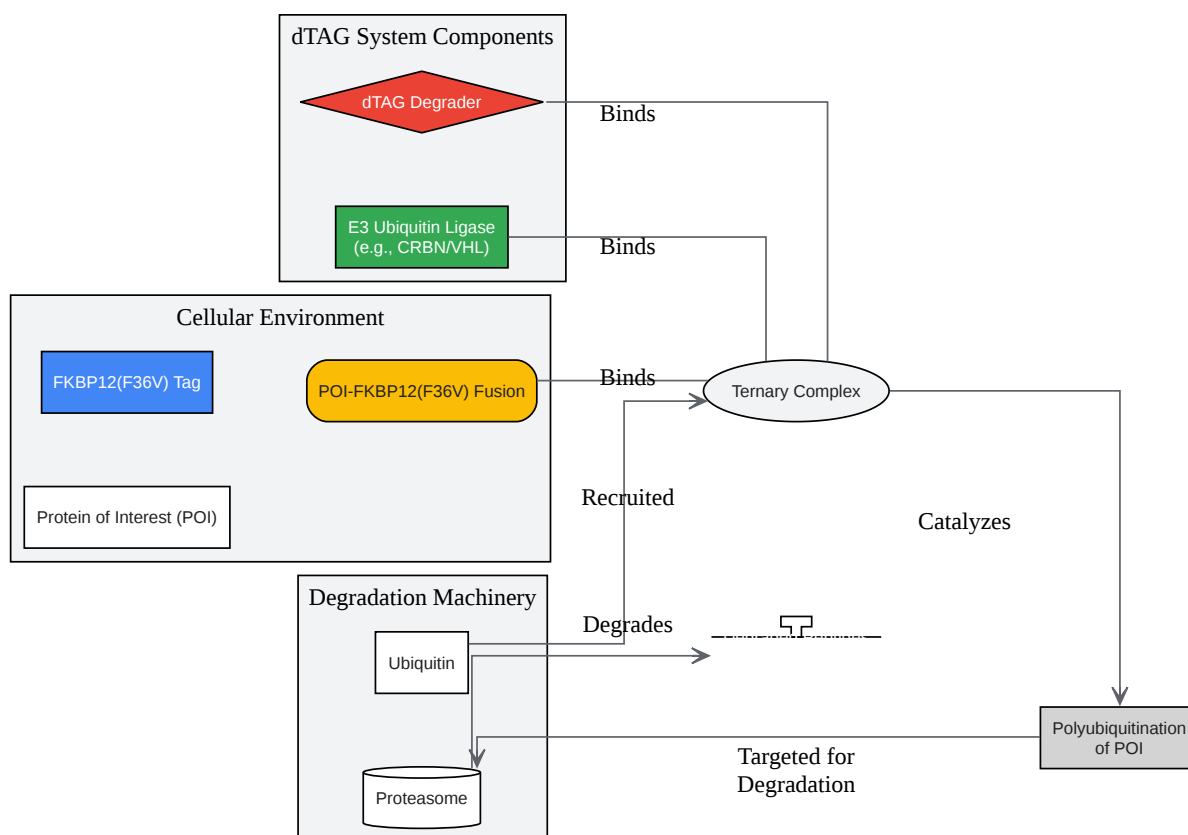 dTAG System Components
dTAG Degrader
Binds
E3 Ubiquitin Ligase
(e.g., CRBN/VHL)
Binds
Cellular Environment
FKBP12(F36V) Tag
POI-FKBP12(F36V) Fusion
Binds
Ternary Complex
Protein of Interest (POI)
Recruited
Catalyzes
Degradation Machinery
Degrades
Ubiquitin
Polyubiquitination
of POI
Targeted for
Degradation
Proteasome